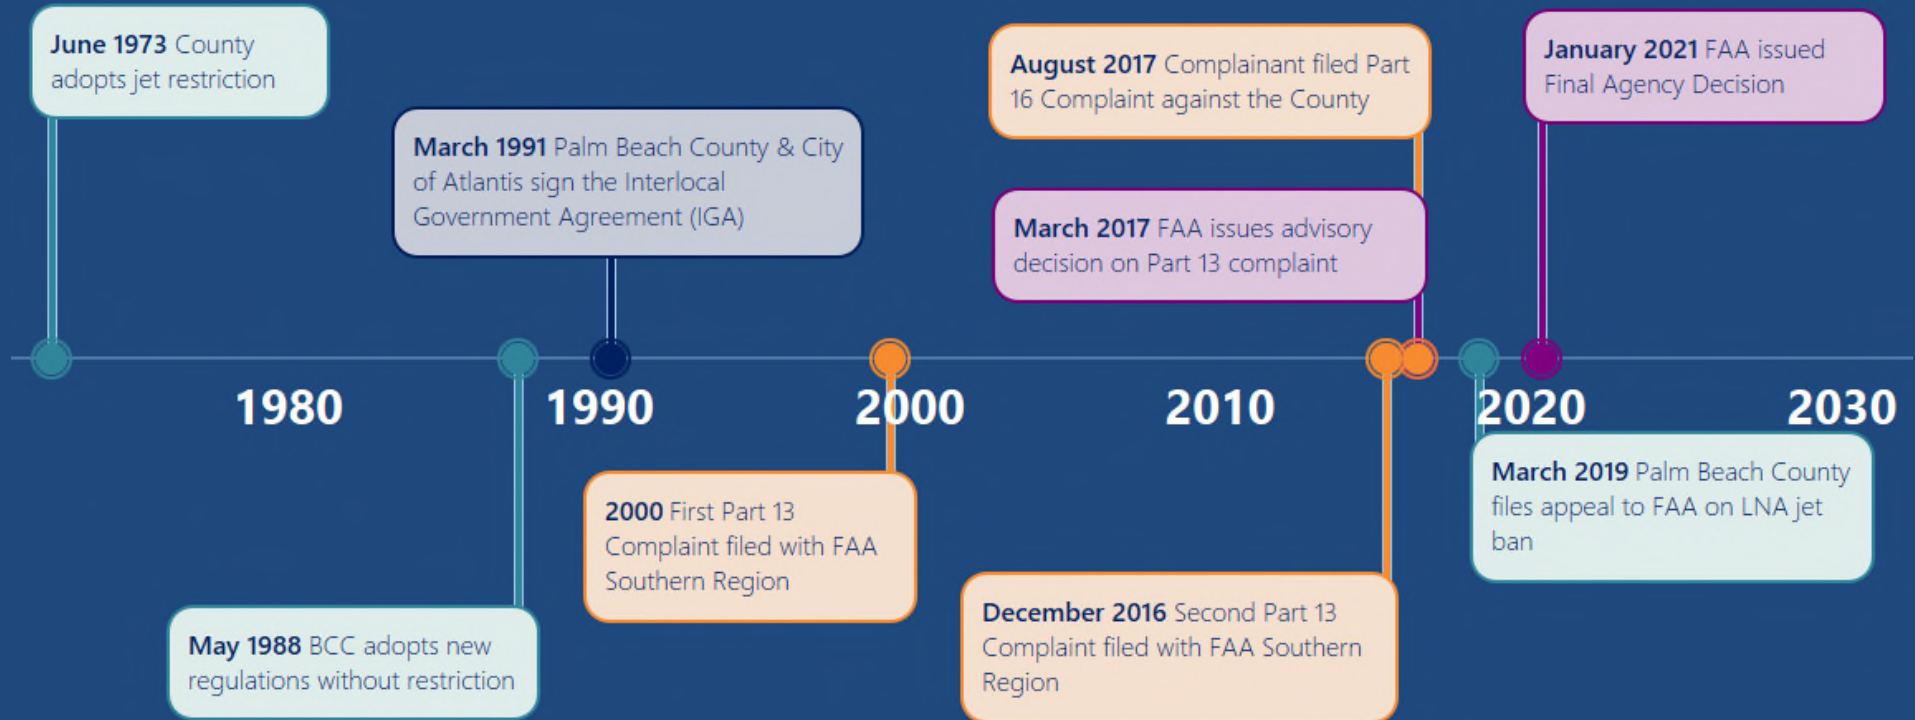 June 1973 County
adopts jet restriction
March 1991 Palm Beach County & City
of Atlantis sign the Interlocal
Government Agreement (IGA)
August 2017 Complainant filed Part
16 Complaint against the County
March 2017 FAA issues advisory
decision on Part 13 complaint
January 2021 FAA issued
Final Agency Decision
1980
1990
2000
2010
2020
2030
May 1988 BCC adopts new
regulations without restriction
2000 First Part 13
Complaint filed with FAA
Southern Region
December 2016 Second Part 13
Complaint filed with FAA Southern
Region
March 2019 Palm Beach County
files appeal to FAA on LNA jet
ban